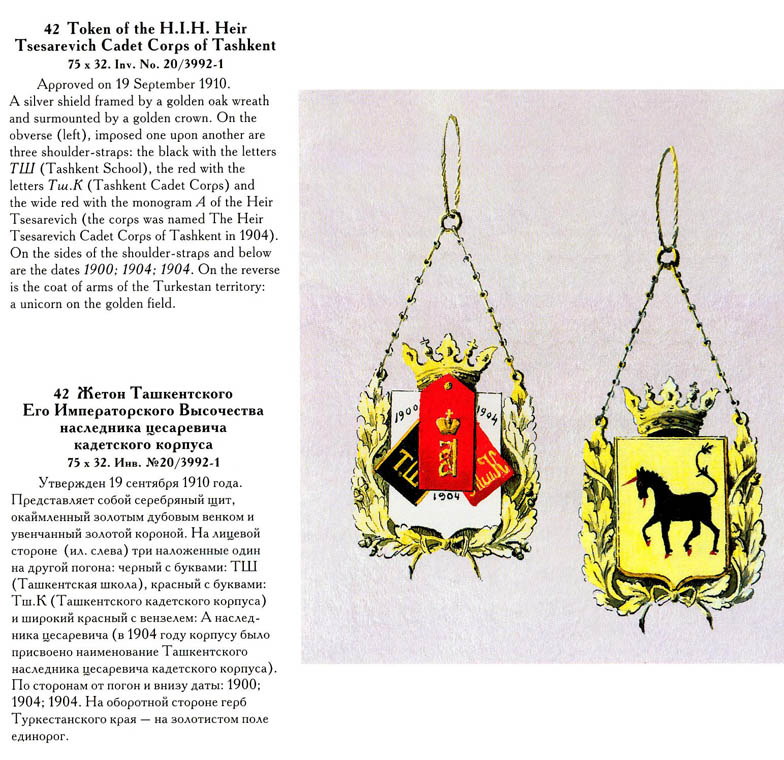 42 Token of the H.I.H. Heir
Tsesarevich Cadet Corps of Tashkent
75 x 32. Inv. No. 20/3992-1
Approved on 19 September 1910.
A silver shield framed by a golden oak wreath
and surmounted by a golden crown. On the
obverse (left), imposed one upon another are
three shoulder-straps: the black with the letters
ТШ (Tashkent School), the red with the
letters Тш.К (Tashkent Cadet Corps) and
the wide red with the monogram A of the Heir
Tsesarevich (the corps was named The Heir
Tsesarevich Cadet Corps of Tashkent in 1904).
On the sides of the shoulder-straps and below
are the dates 1900; 1904; 1904. On the reverse
is the coat of arms of the Turkestan territory:
a unicorn on the golden field.
42 Жетон Ташкентского
Его Императорского Высочества
наследника цесаревича
кадетского корпуса
75 x 32. Инв. №20/3992-1
Утвержден 19 сентября 1910 года.
Представляет собой серебряный щит,
окаймленный золотым дубовым венком и
увенчанный золотой короной. На лицевой
стороне (ил. слева) три наложенные один
на другой погона: черный с буквами: ТШ
(Ташкентская школа), красный с буквами:
Тш.К (Ташкентского кадетского корпуса)
и широкий красный с вензелем: А наслед-
ника цесаревича (в 1904 году корпусу было
присвоено наименование Ташкентского
наследника цесаревича кадетского корпуса).
По сторонам от погон и внизу даты: 1900;
1904; 1904. На оборотной стороне герб
Туркестанского края — на золотистом поле
единорог.
1900
1904
Т.Ш
Тш.К
1904